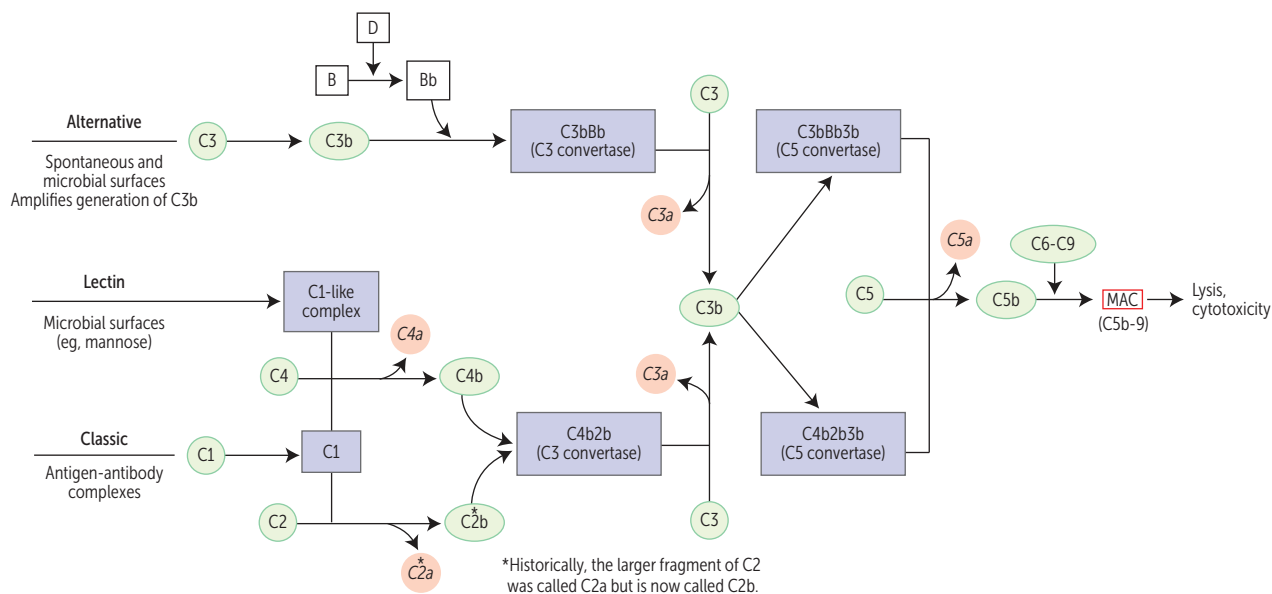 D
B
Bb
Alternative
Spontaneous and
microbial surfaces
Amplifies generation of C3b
C3
C3b
C3bBb
(C3 convertase)
C3
C3a
C3bBb3b
(C5 convertase)
Lectin
Microbial surfaces
(eg, mannose)
C1-like
complex
C4a
C4
C4b
C3b
C3a
C5
C5a
C5b
C6-C9
MAC
(C5b-9)
Lysis,
cytotoxicity
Classic
Antigen-antibody
complexes
C1
C1
C4b2b
(C3 convertase)
C4b2b3b
(C5 convertase)
C2
C2b
*
C2a
*
C3
*Historically, the larger fragment of C2
was called C2a but is now called C2b.